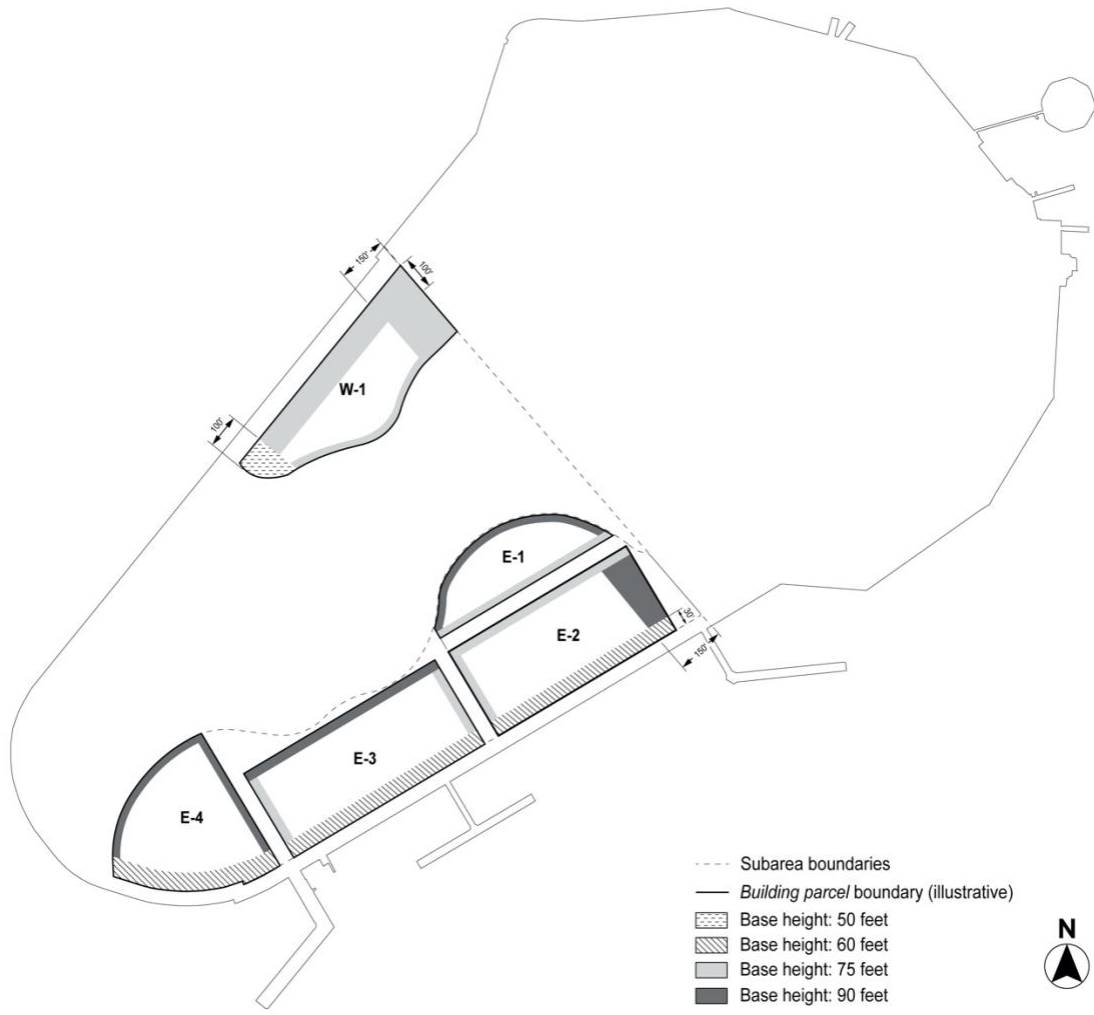 150'
100'
W-1
100'
E-1
E-2
30'
150'
E-3
E-4
Subarea boundaries
Building parcel boundary (illustrative)
Base height: 50 feet
Base height: 60 feet
Base height: 75 feet
Base height: 90 feet
N